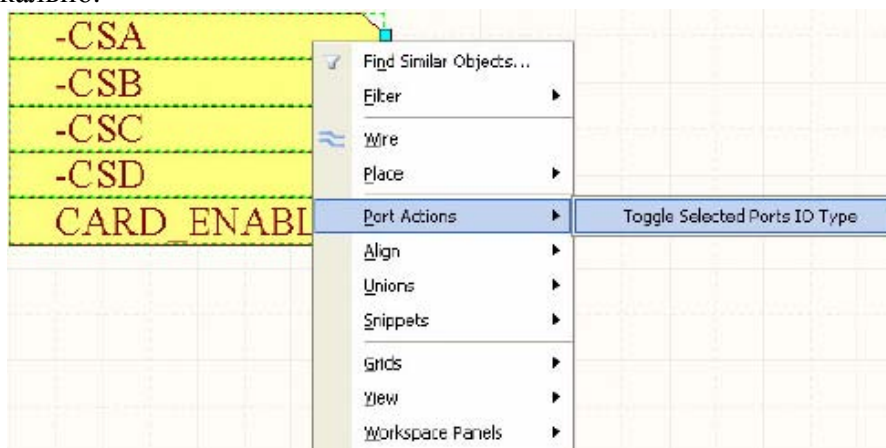 -CSA
-CSB
-CSC
-CSD
CARD_ENABL
Find Similar Objects...
Filter
Wire
Place
Port Actions
Toggle Selected Ports IO Type
Align
Unions
Snippets
Grids
View
Workspace Panels